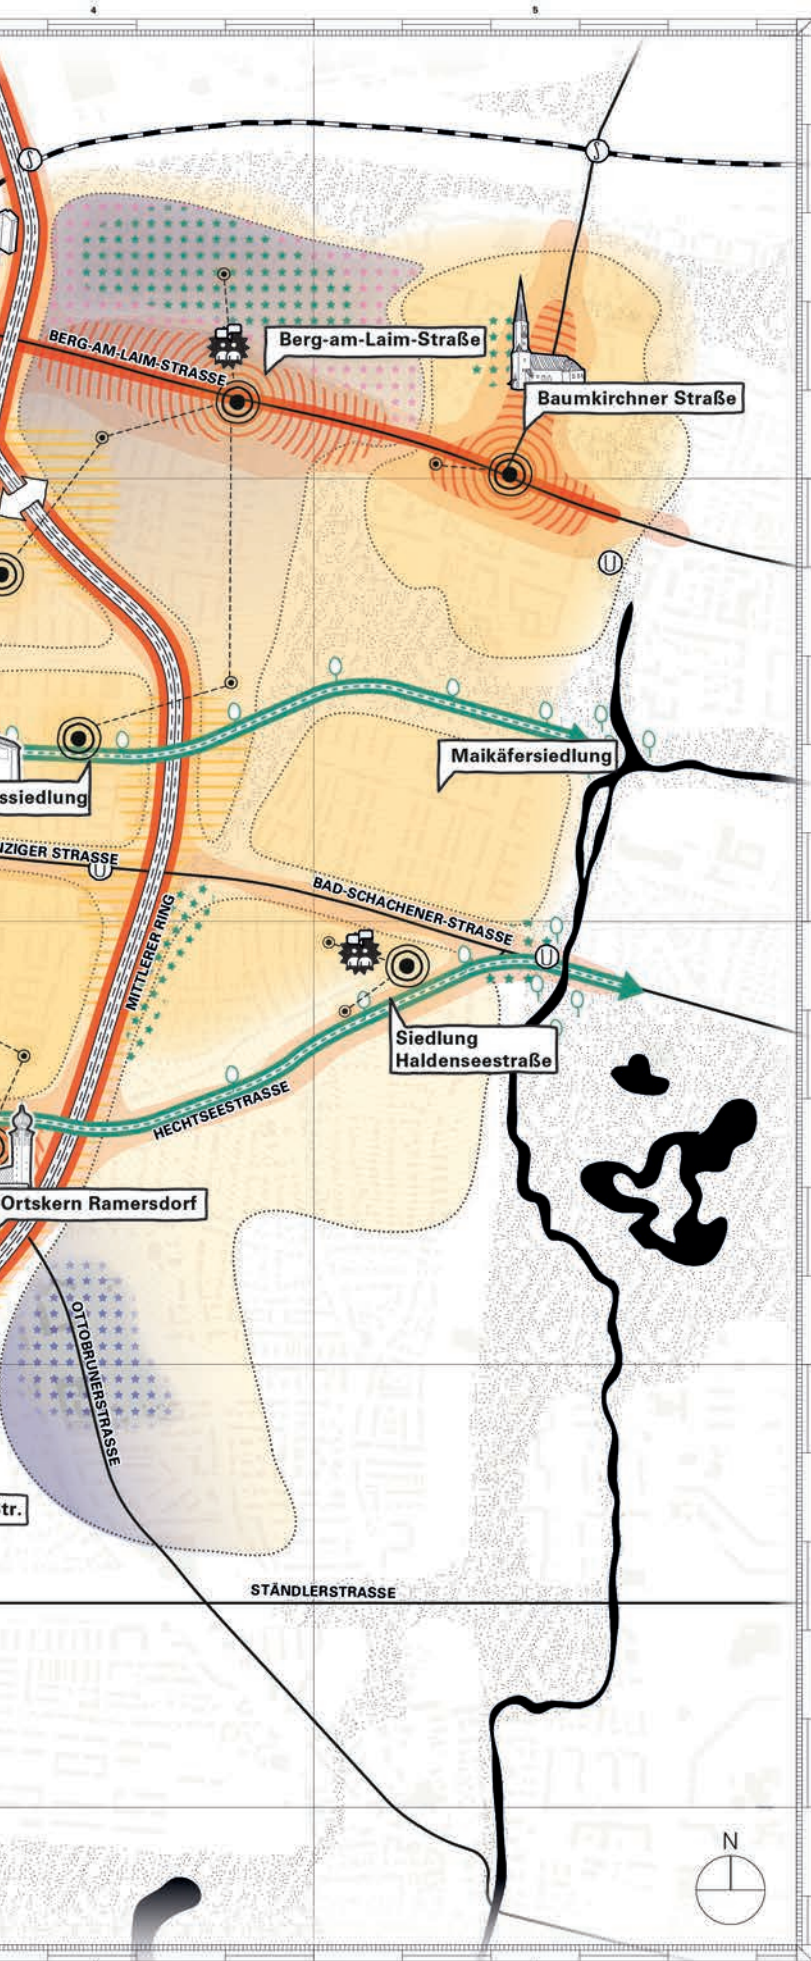 4
5
S
S
BERG-AM-LAIM-STRASSE
Berg-am-Laim-Straße
Baumkirchner Straße
U
Maikäfersiedlung
ssiedlung
NZIGER STRASSE
U
BAD-SCHACHENER-STRASSE
MITTLERER RING
U
Siedlung
Haldenseestraße
HECHTSEESTRASSE
Ortskern Ramersdorf
OTTOBRUNERSTRASSE
Str.
STÄNDLERSTRASSE
N